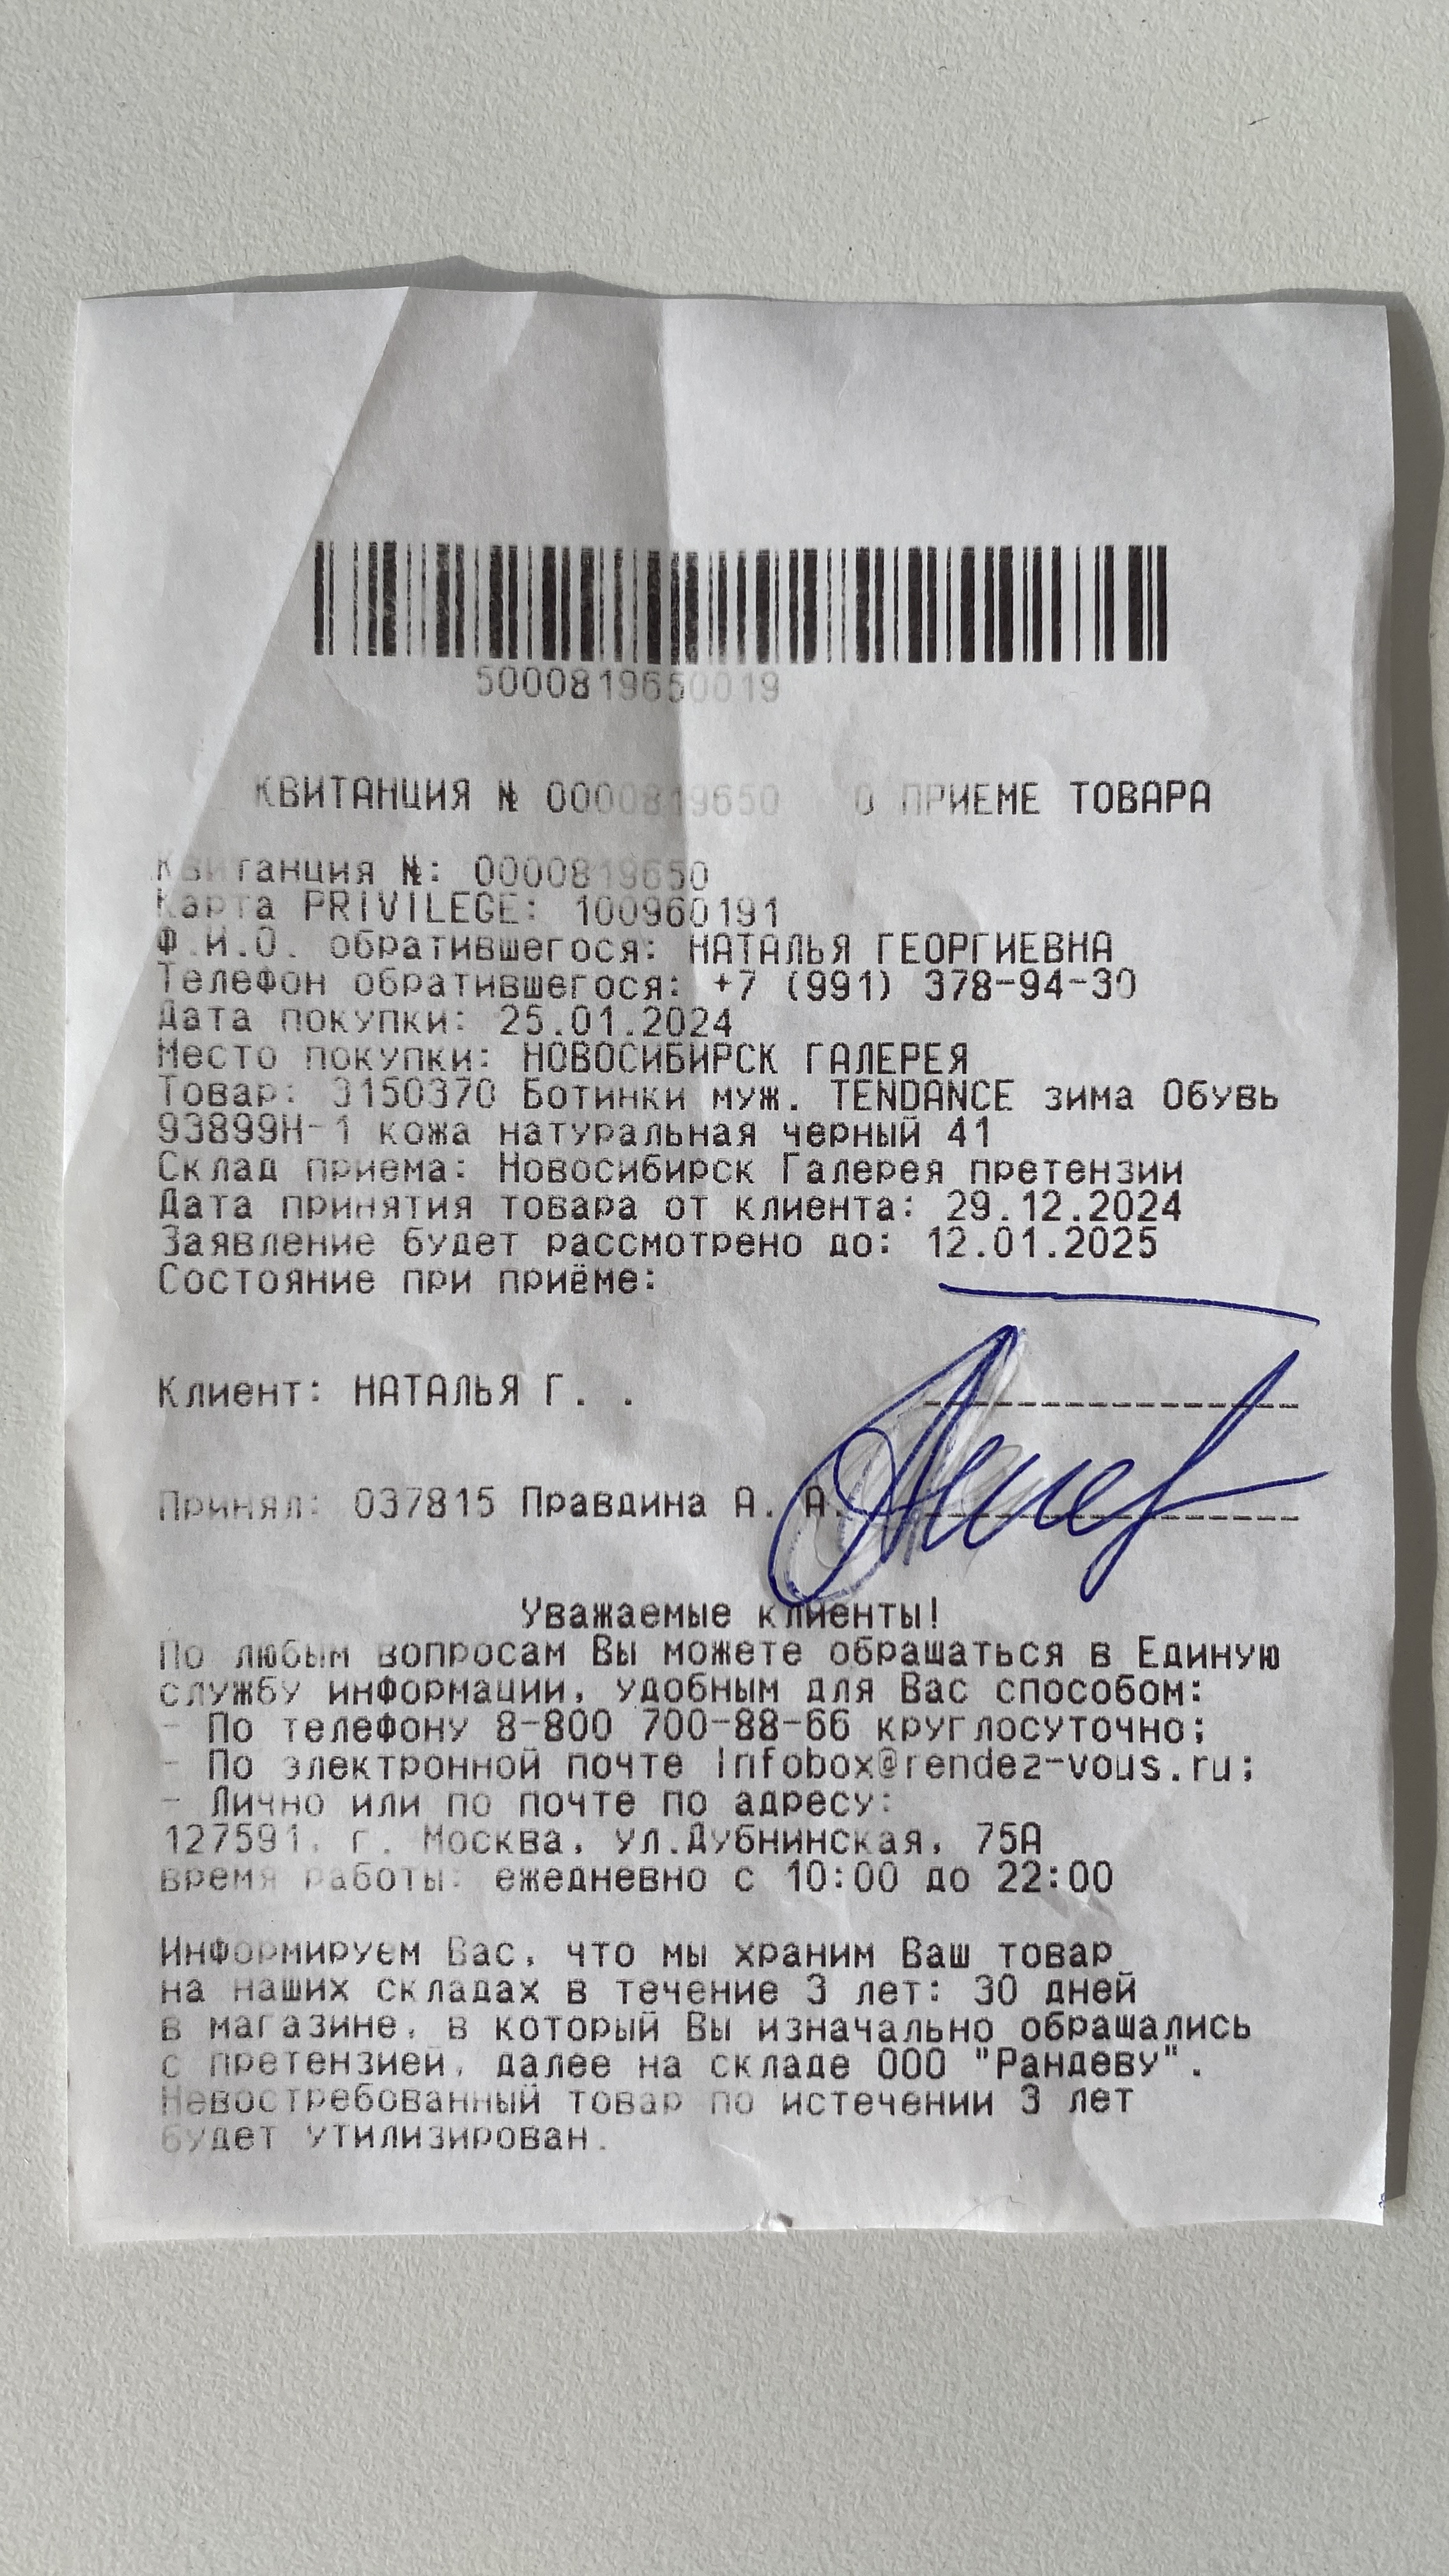 5000819650019
КВИТАНЦИЯ № 0000819650 О ПРИЕМЕ ТОВАРА
Квитанция №: 0000819650
Карта PRIVILEGE: 100960191
Ф.И.О. обратившегося: НАТАЛЬЯ ГЕОРГИЕВНА
Телефон обратившегося: +7 (991) 378-94-30
Дата покупки: 25.01.2024
Место покупки: НОВОСИБИРСК ГАЛЕРЕЯ
Товар: 3150370 Ботинки муж. TENDANCE зима Обувь
93899H-1 кожа натуральная черный 41
Склад приема: Новосибирск Галерея претензии
Дата принятия товара от клиента: 29.12.2024
Заявление будет рассмотрено до: 12.01.2025
Состояние при приёме:
Клиент: НАТАЛЬЯ Г. .
Принял: 037815 Правдина А. А.
Уважаемые клиенты!
По любым вопросам Вы можете обращаться в Единую
службу информации, удобным для Вас способом:
- По телефону 8-800 700-88-66 круглосуточно;
- По электронной почте Infobox@rendez-vous.ru;
- Лично или по почте по адресу:
127591, г. Москва, ул.Дубнинская, 75А
время работы: ежедневно с 10:00 до 22:00
Информируем Вас, что мы храним Ваш товар
на наших складах в течение 3 лет: 30 дней
в магазине, в который Вы изначально обращались
с претензией, далее на складе ООО "Рандеву".
Невостребованный товар по истечении 3 лет
будет утилизирован.